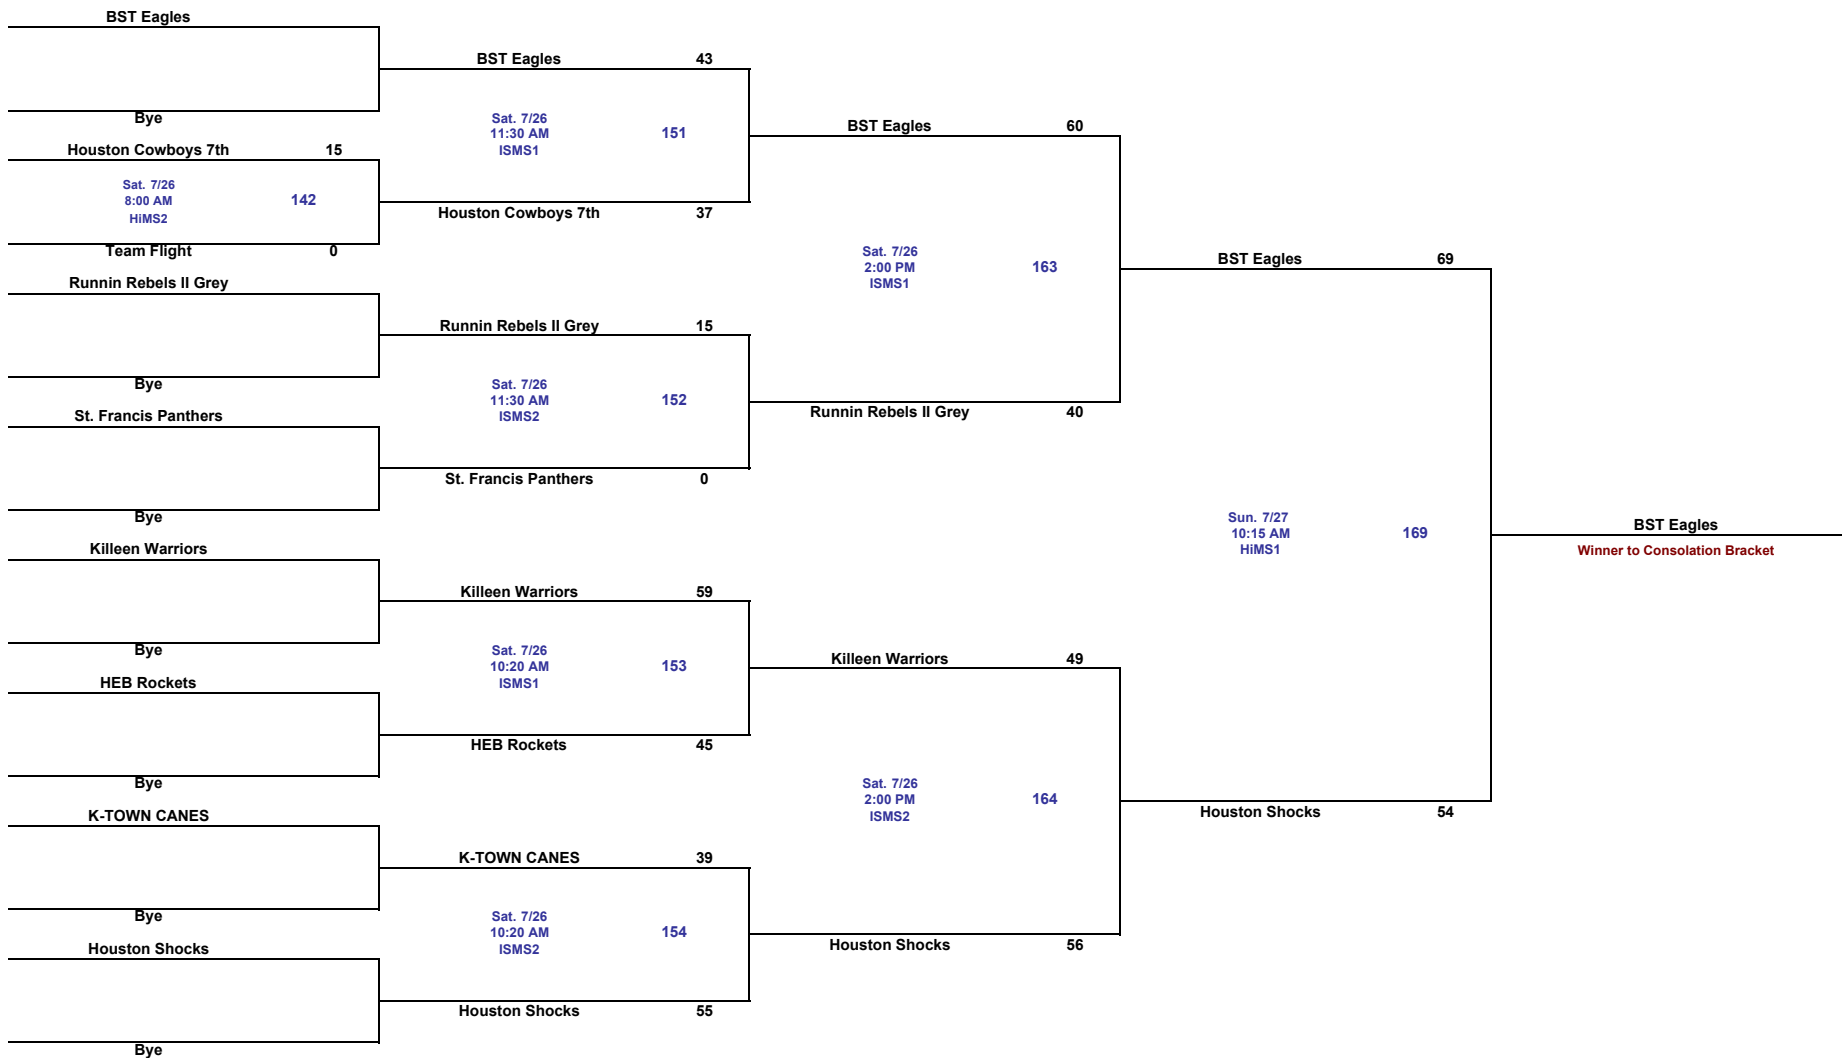 BST Eagles
Bye
Houston Cowboys 7th 15
Sat. 7/26
8:00 AM 142
HiMS2
Team Flight 0
Runnin Rebels II Grey
Bye
St. Francis Panthers
Bye
Killeen Warriors
Bye
HEB Rockets
Bye
K-TOWN CANES
Bye
Houston Shocks
Bye
BST Eagles 43
Sat. 7/26
11:30 AM 151
ISMS1
Houston Cowboys 7th 37
Runnin Rebels II Grey 15
Sat. 7/26
11:30 AM 152
ISMS2
St. Francis Panthers 0
Killeen Warriors 59
Sat. 7/26
10:20 AM 153
ISMS1
HEB Rockets 45
K-TOWN CANES 39
Sat. 7/26
10:20 AM 154
ISMS2
Houston Shocks 55
BST Eagles 60
Sat. 7/26
2:00 PM 163
ISMS1
Runnin Rebels II Grey 40
Killeen Warriors 49
Sat. 7/26
2:00 PM 164
ISMS2
Houston Shocks 56
BST Eagles 69
Sun. 7/27
10:15 AM 169
HiMS1
Houston Shocks 54
BST Eagles
Winner to Consolation Bracket